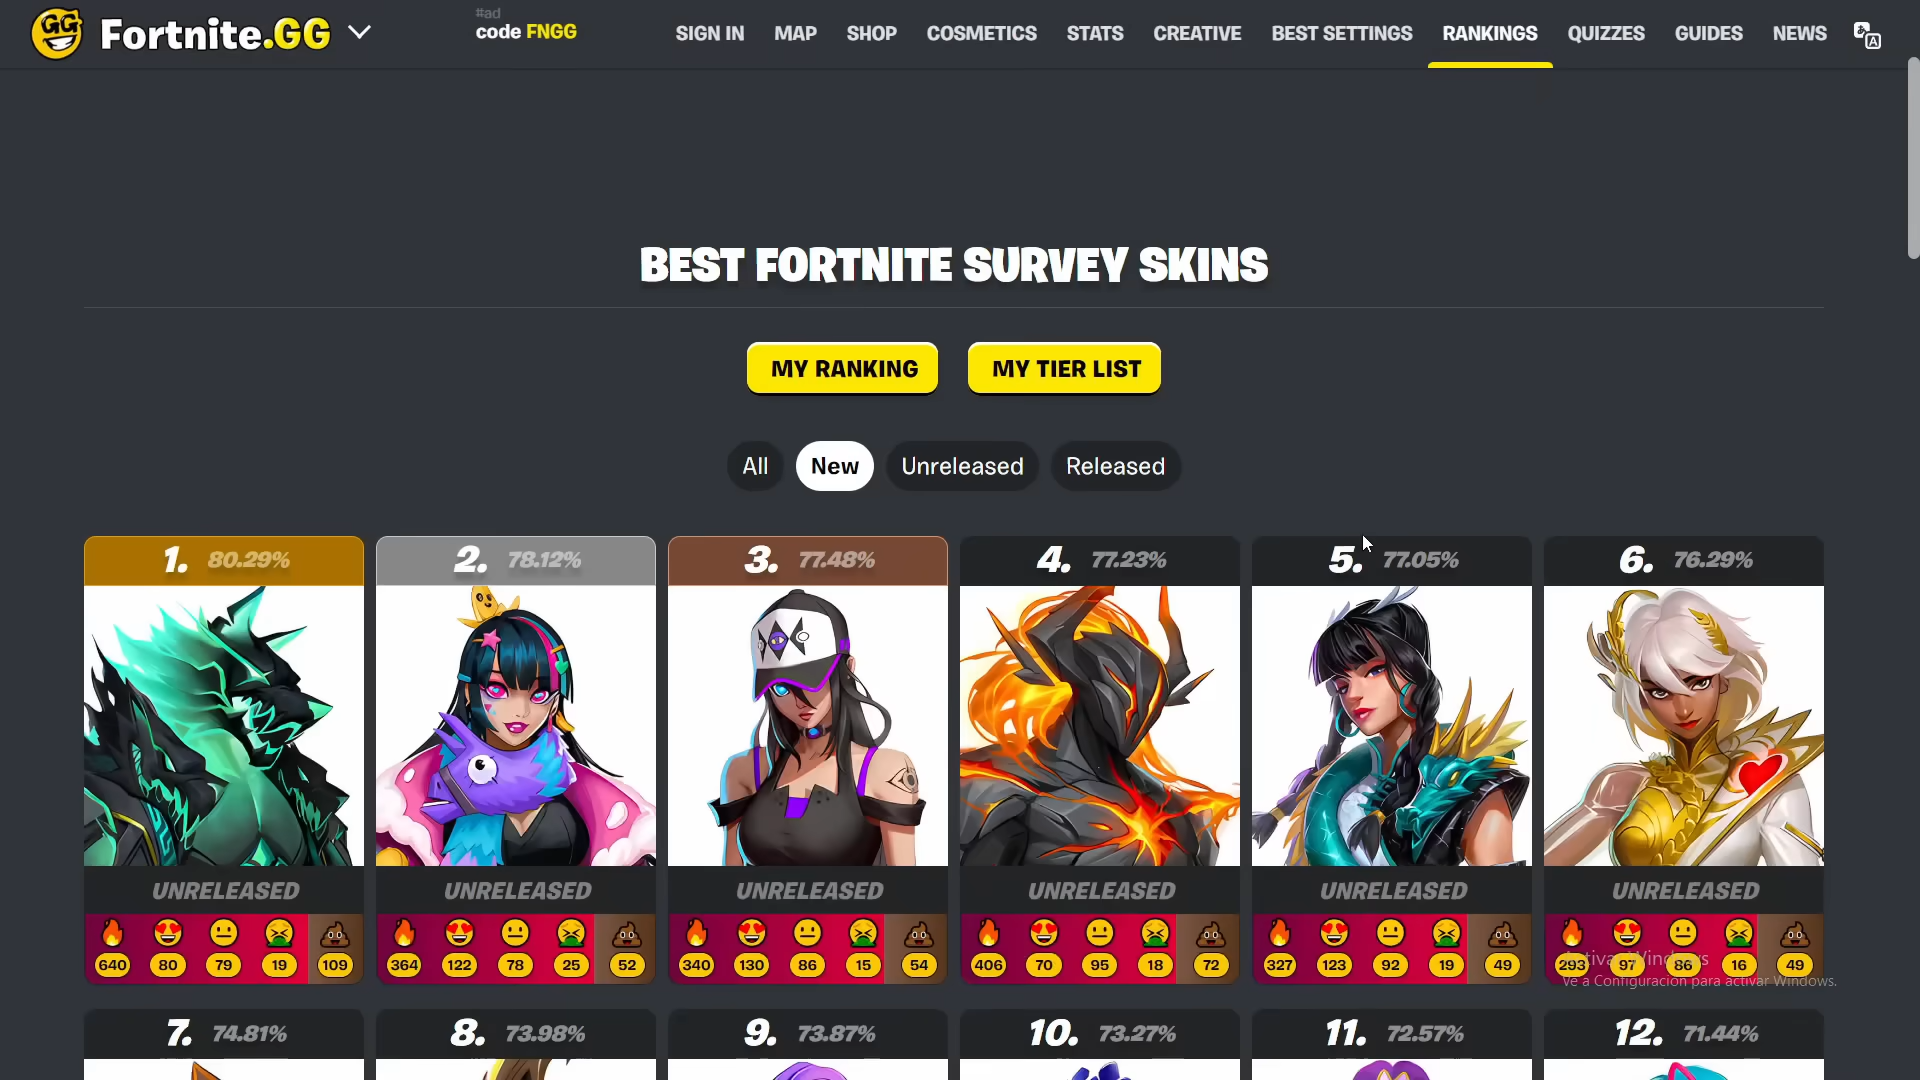 Fortnite.GG
#ad
code FNGG
SIGN IN MAP SHOP COSMETICS STATS CREATIVE BEST SETTINGS RANKINGS QUIZZES GUIDES NEWS
BEST FORTNITE SURVEY SKINS
MY RANKING MY TIER LIST
All New Unreleased Released
1. 80.29% 2. 78.12% 3. 77.48% 4. 77.23% 5. 77.05% 6. 76.29%
UNRELEASED UNRELEASED UNRELEASED UNRELEASED UNRELEASED UNRELEASED
640 80 79 19 109 364 122 78 25 52 340 130 86 15 54 406 70 95 18 72 327 123 92 19 49 293 97 86 16 49
Activar Windows
Ve a Configuración para activar Windows.
7. 74.81% 8. 73.98% 9. 73.87% 10. 73.27% 11. 72.57% 12. 71.44%